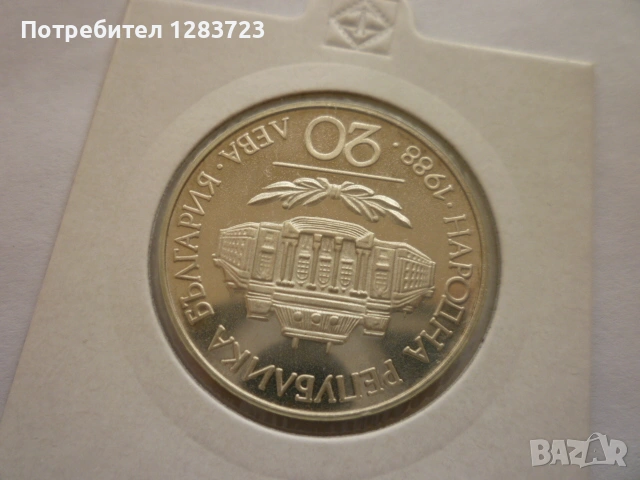 Потребител 1283723
НАРОДНА РЕПУБЛИКА БЪЛГАРИЯ
· 1988 ·
20
ЛЕВА
BAZAR